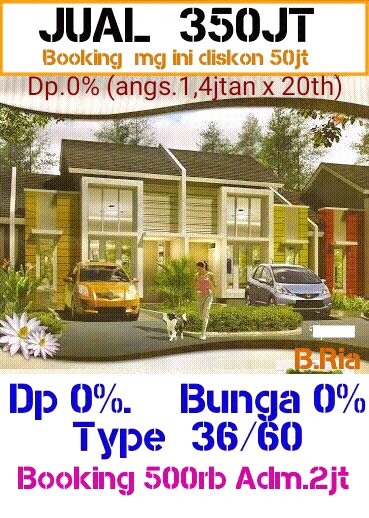 JUAL 350JT
Booking mg ini diskon 50jt
Dp.0% (angs.1,4jtan x 20th)
B.Ria
Dp 0%. Bunga 0%
Type 36/60
Booking 500rb Adm.2jt